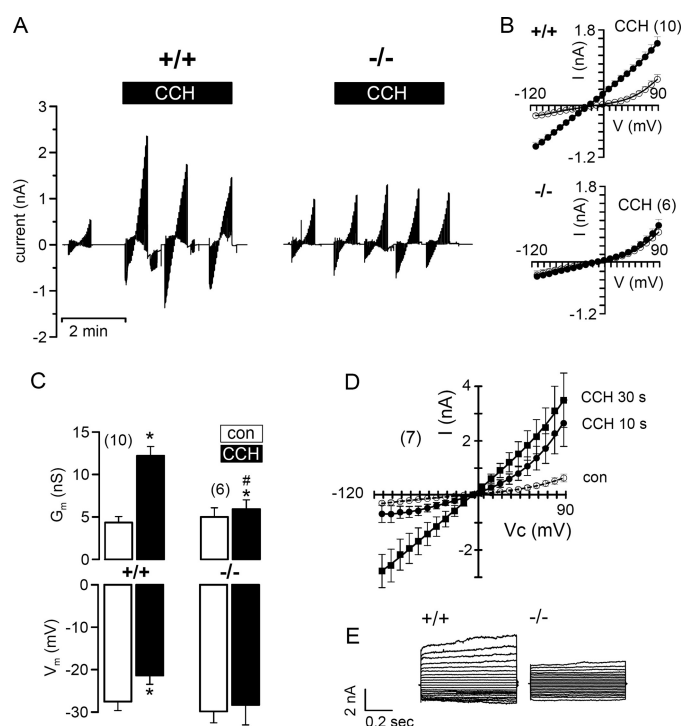 A
+/+
-/-
CCH
CCH
3
2
1
0
-1
-2
current (nA)
2 min
B
+/+
1.8
CCH (10)
I (nA)
-120
90
V (mV)
-1.2
-/-
1.8
CCH (6)
I (nA)
-120
90
V (mV)
-1.2
C
15
10
5
0
Gm (nS)
(10)
*
con
CCH
(6)
#
*
+/+
-/-
0
-10
-20
-30
Vm (mV)
*
D
4
2
-2
I (nA)
CCH 30 s
CCH 10 s
(7)
con
-120
90
Vc (mV)
E
+/+
-/-
2 nA
0.2 sec